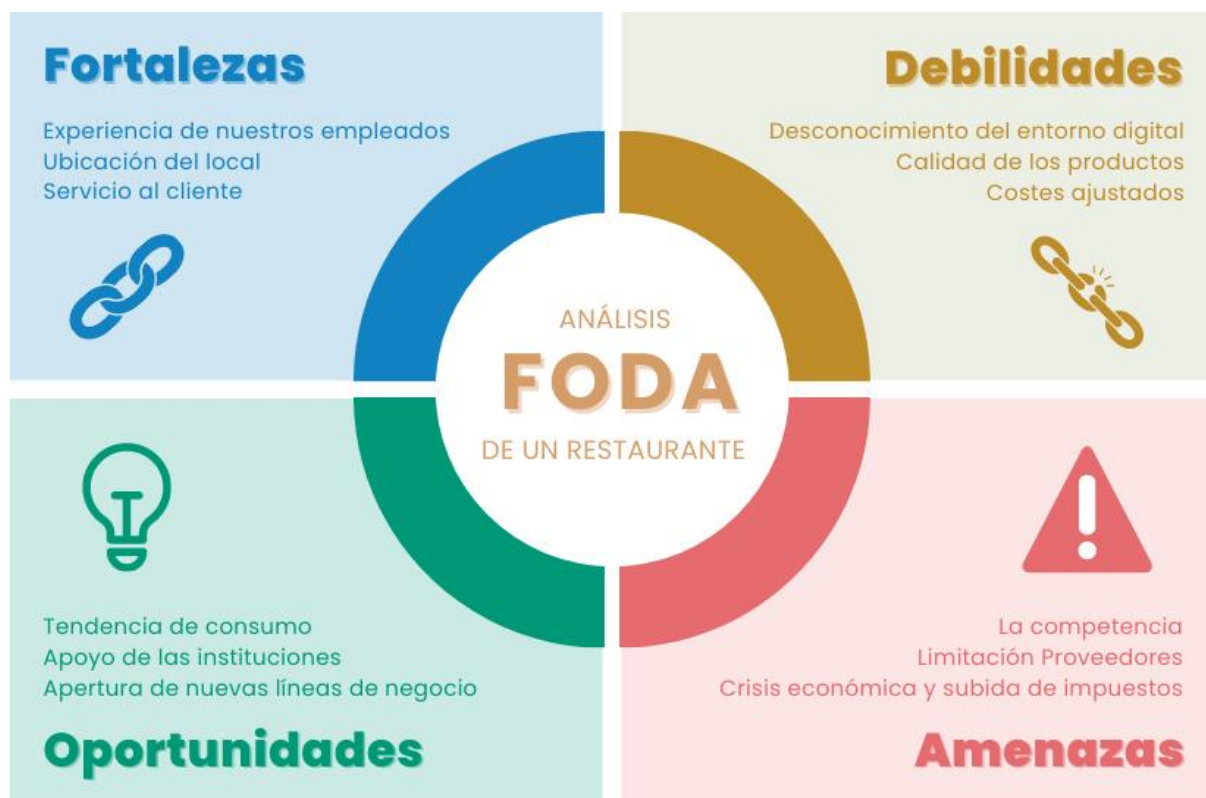 Fortalezas
Experiencia de nuestros empleados
Ubicación del local
Servicio al cliente
Debilidades
Desconocimiento del entorno digital
Calidad de los productos
Costes ajustados
ANÁLISIS
FODA
DE UN RESTAURANTE
Tendencia de consumo
Apoyo de las instituciones
Apertura de nuevas líneas de negocio
Oportunidades
La competencia
Limitación Proveedores
Crisis económica y subida de impuestos
Amenazas